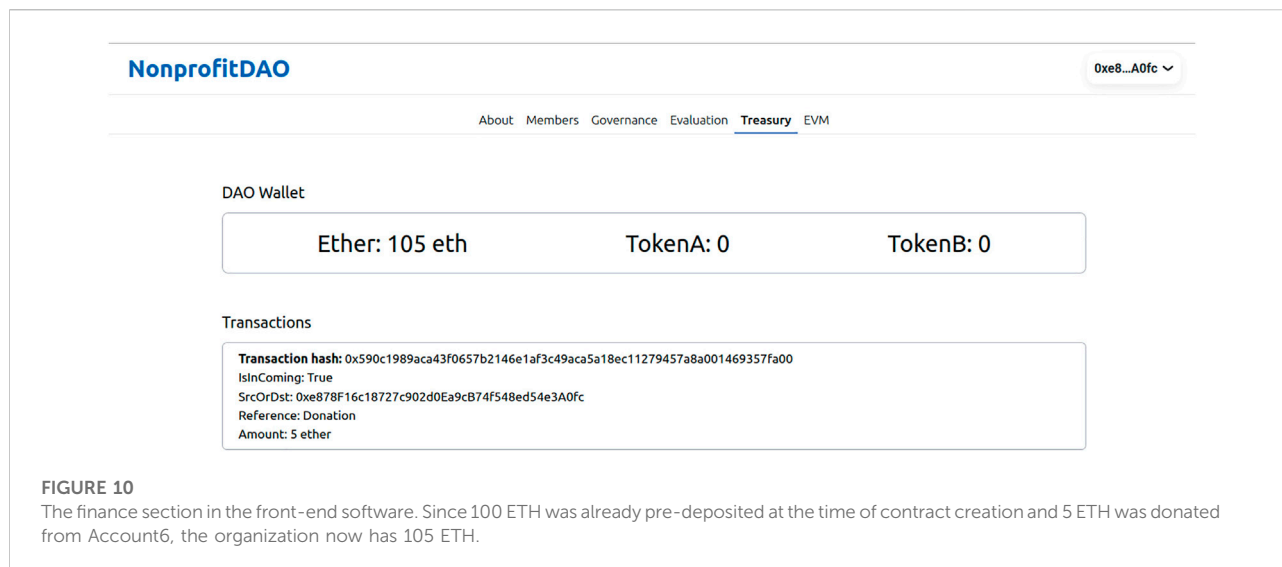 NonprofitDAO
0xe8...A0fc
About Members Governance Evaluation Treasury EVM
DAO Wallet
Ether: 105 eth TokenA: 0 TokenB: 0
Transactions
Transaction hash: 0x590c1989aca43f0657b2146e1af3c49aca5a18ec11279457a8a001469357fa00
IsInComing: True
SrcOrDst: 0xe878F16c18727c902d0Ea9cB74f548ed54e3A0fc
Reference: Donation
Amount: 5 ether
FIGURE 10
The finance section in the front-end software. Since 100 ETH was already pre-deposited at the time of contract creation and 5 ETH was donated
from Account6, the organization now has 105 ETH.